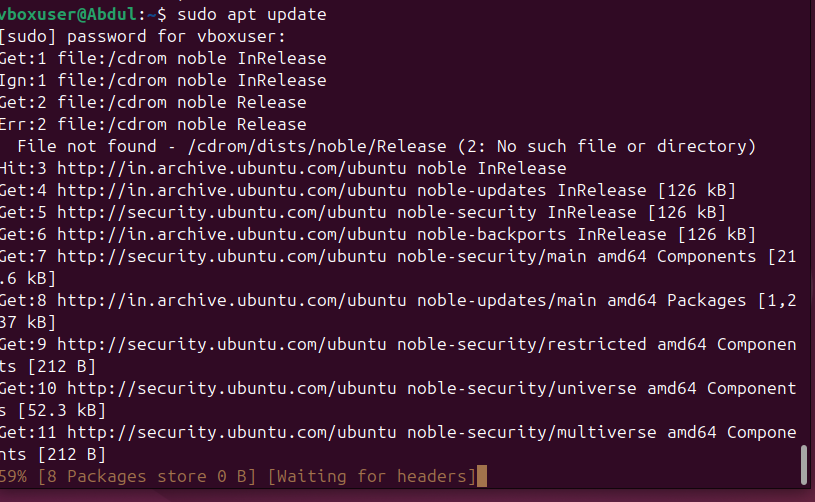 vboxuser@Abdul:~$ sudo apt update
[sudo] password for vboxuser:
Get:1 file:/cdrom noble InRelease
Ign:1 file:/cdrom noble InRelease
Get:2 file:/cdrom noble Release
Err:2 file:/cdrom noble Release
  File not found - /cdrom/dists/noble/Release (2: No such file or directory)
Hit:3 http://in.archive.ubuntu.com/ubuntu noble InRelease
Get:4 http://in.archive.ubuntu.com/ubuntu noble-updates InRelease [126 kB]
Get:5 http://security.ubuntu.com/ubuntu noble-security InRelease [126 kB]
Get:6 http://in.archive.ubuntu.com/ubuntu noble-backports InRelease [126 kB]
Get:7 http://security.ubuntu.com/ubuntu noble-security/main amd64 Components [21
.6 kB]
Get:8 http://in.archive.ubuntu.com/ubuntu noble-updates/main amd64 Packages [1,2
37 kB]
Get:9 http://security.ubuntu.com/ubuntu noble-security/restricted amd64 Componen
ts [212 B]
Get:10 http://security.ubuntu.com/ubuntu noble-security/universe amd64 Component
s [52.3 kB]
Get:11 http://security.ubuntu.com/ubuntu noble-security/multiverse amd64 Compone
nts [212 B]
59% [8 Packages store 0 B] [Waiting for headers]